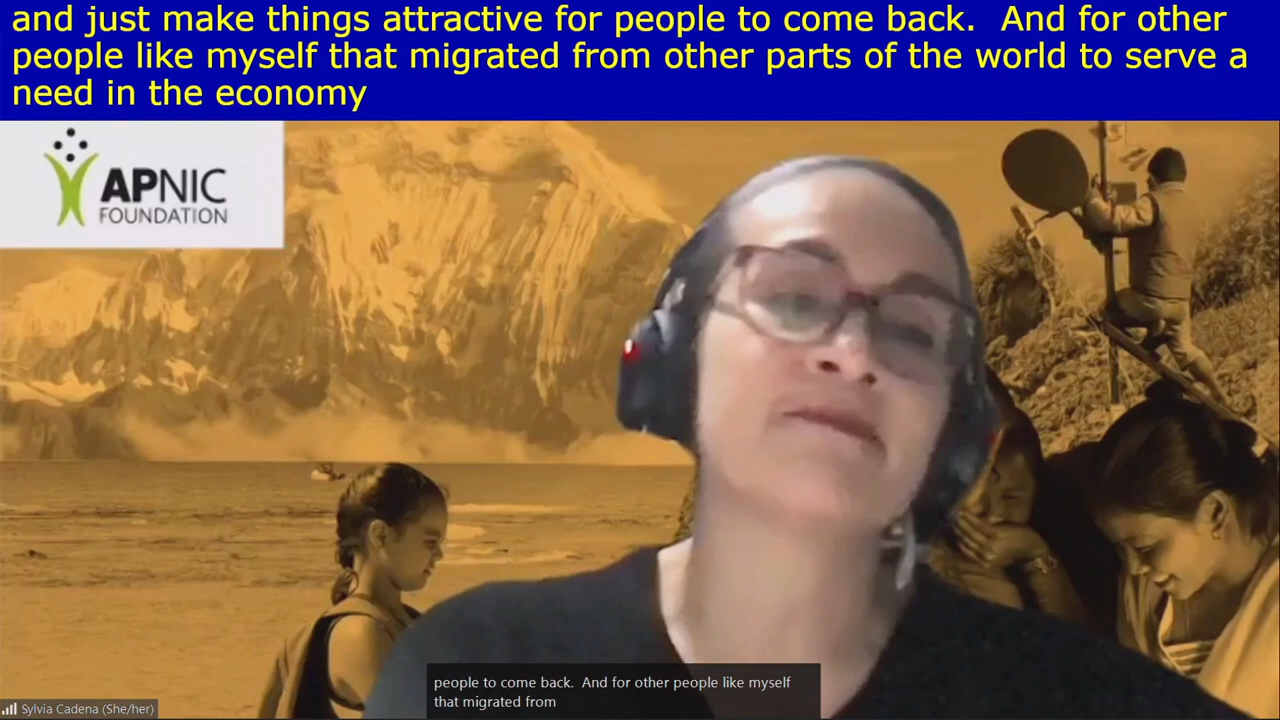 and just make things attractive for people to come back.  And for other
people like myself that migrated from other parts of the world to serve a
need in the economy
APNIC
FOUNDATION
people to come back.  And for other people like myself
that migrated from
Sylvia Cadena (She/her)